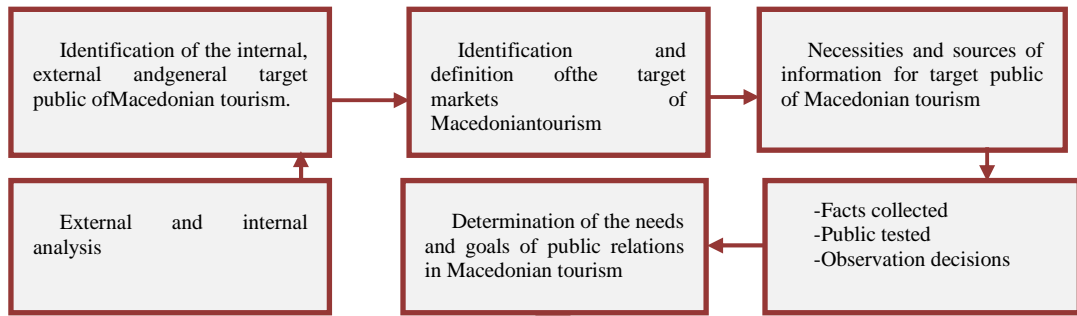 Identification of the internal,
external andgeneral target
public ofMacedonian tourism.
Identification and
definition ofthe target
markets of
Macedoniantourism
Necessities and sources of
information for target public
of Macedonian tourism
External and internal
analysis
Determination of the needs
and goals of public relations
in Macedonian tourism
-Facts collected
-Public tested
-Observation decisions